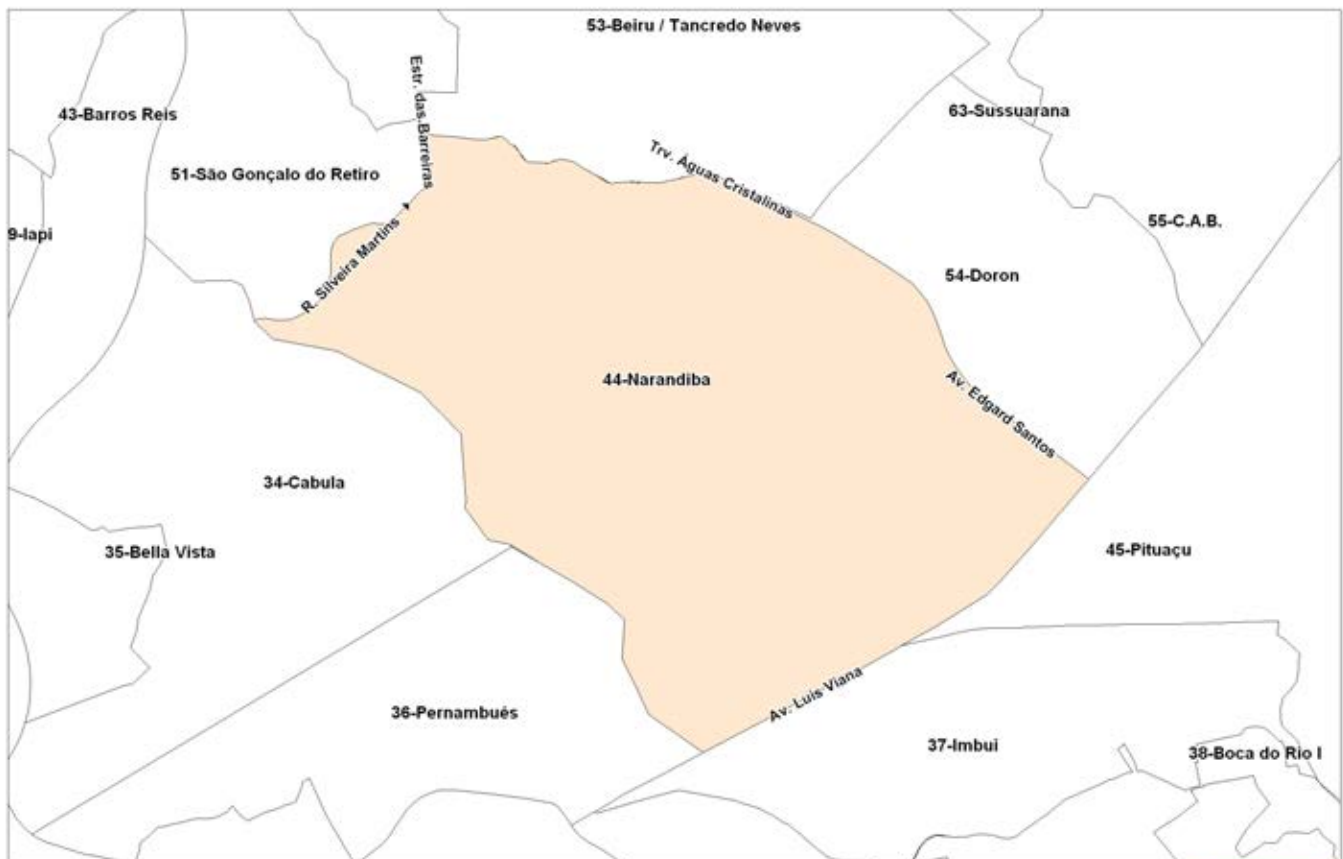 53-Beiru / Tancredo Neves
Estr. das.Barreiras
43-Barros Reis
63-Sussuarana
Trv. Águas Cristalinas
51-São Gonçalo do Retiro
9-Iapi
55-C.A.B.
R. Silveira Martins
54-Doron
44-Narandiba
Av. Edgard Santos
34-Cabula
35-Bella Vista
45-Pituaçu
36-Pernambués
Av. Luis Viana
37-Imbui
38-Boca do Rio I